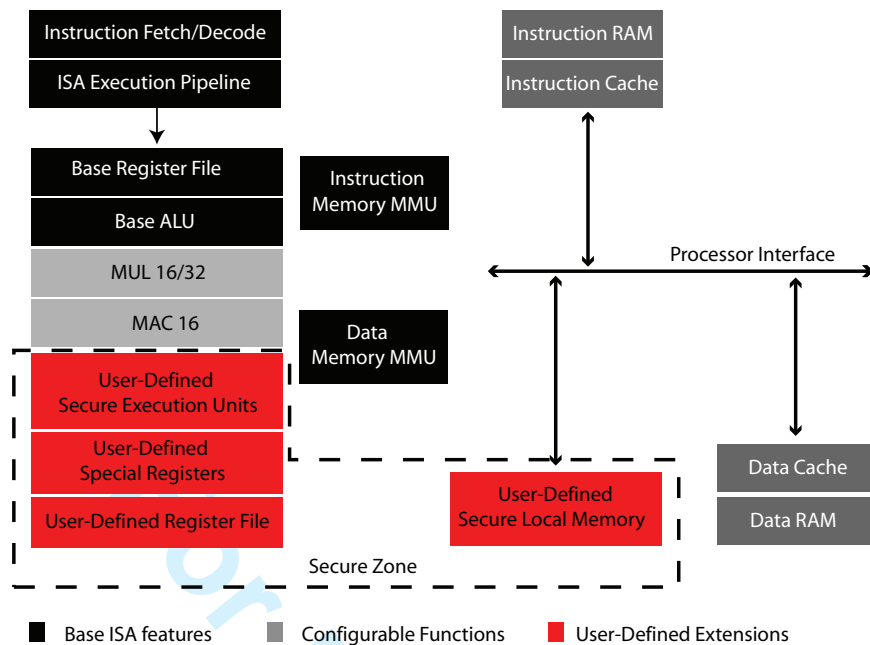 Instruction Fetch/Decode
ISA Execution Pipeline
Base Register File
Base ALU
MUL 16/32
MAC 16
User-Defined
Secure Execution Units
User-Defined
Special Registers
User-Defined Register File
Instruction
Memory MMU
Data
Memory MMU
Instruction RAM
Instruction Cache
Processor Interface
User-Defined
Secure Local Memory
Data Cache
Data RAM
Secure Zone
Base ISA features
Configurable Functions
User-Defined Extensions